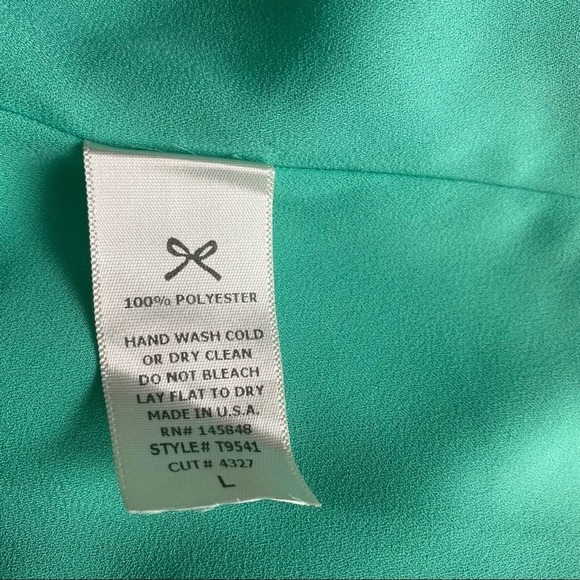 100% POLYESTER
HAND WASH COLD
OR DRY CLEAN
DO NOT BLEACH
LAY FLAT TO DRY
MADE IN U.S.A.
RN# 145848
STYLE# T9541
CUT# 4327
L